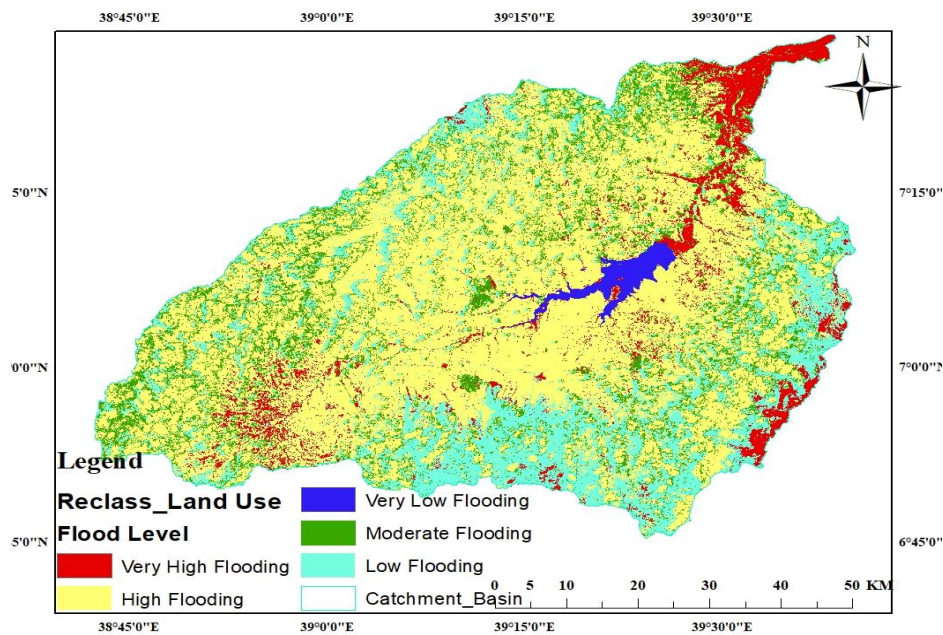 38°45'0"E 39°0'0"E 39°15'0"E 39°30'0"E
N
5'0"N 7°15'0"N
0'0"N 7°0'0"N
Legend
Reclass_Land Use
Flood Level
Very High Flooding
High Flooding
Very Low Flooding
Moderate Flooding
Low Flooding
Catchment_Basin
0 5 10 20 30 40 50 KM
5'0"N 6°45'0"N
38°45'0"E 39°0'0"E 39°15'0"E 39°30'0"E